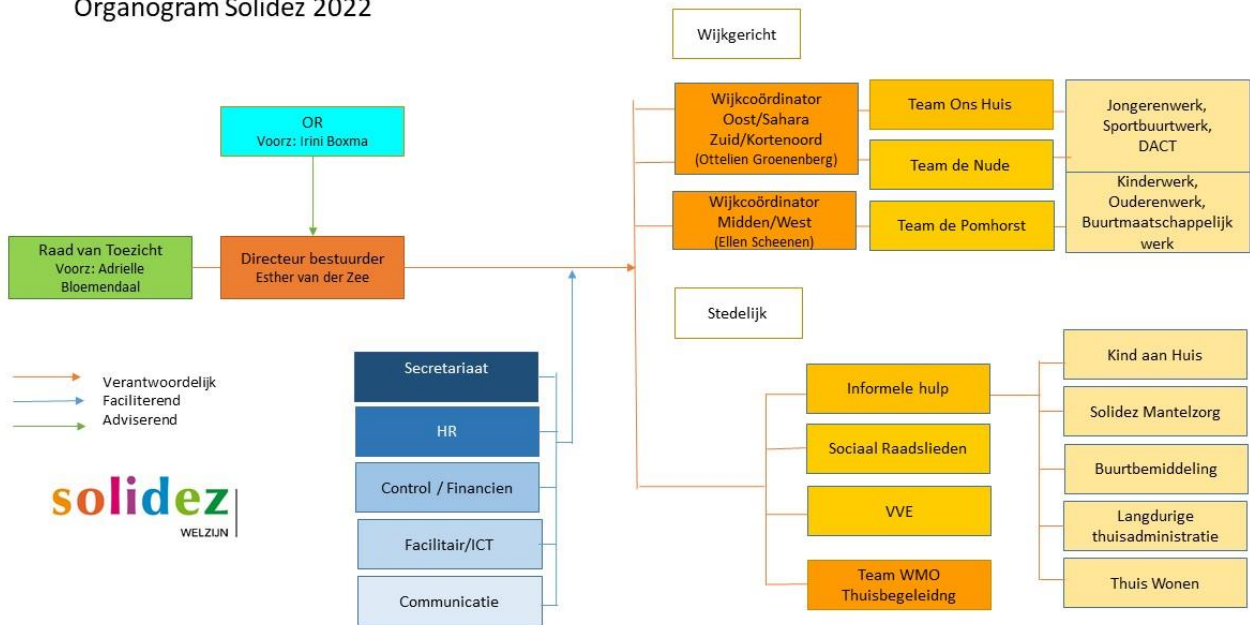 Organogram Solidez 2022
Wijkgericht
OR
Voorz: Irini Boxma
Raad van Toezicht
Voorz: Adrielle
Bloemendaal
Directeur bestuurder
Esther van der Zee
Wijkcoördinator
Oost/Sahara
Zuid/Kortenoord
(Ottelien Groenenberg)
Wijkcoördinator
Midden/West
(Ellen Scheenen)
Team Ons Huis
Team de Nude
Team de Pomhorst
Jongerenwerk,
Sportbuurtwerk,
DACT
Kinderwerk,
Ouderenwerk,
Buurtmaatschappelijk
werk
Stedelijk
Verantwoordelijk
Faciliterend
Adviserend
solidez
WELZIJN
Secretariaat
HR
Control / Financien
Facilitair/ICT
Communicatie
Informele hulp
Sociaal Raadslieden
VVE
Team WMO
Thuisbegeleidng
Kind aan Huis
Solidez Mantelzorg
Buurtbemiddeling
Langdurige
thuisadministratie
Thuis Wonen